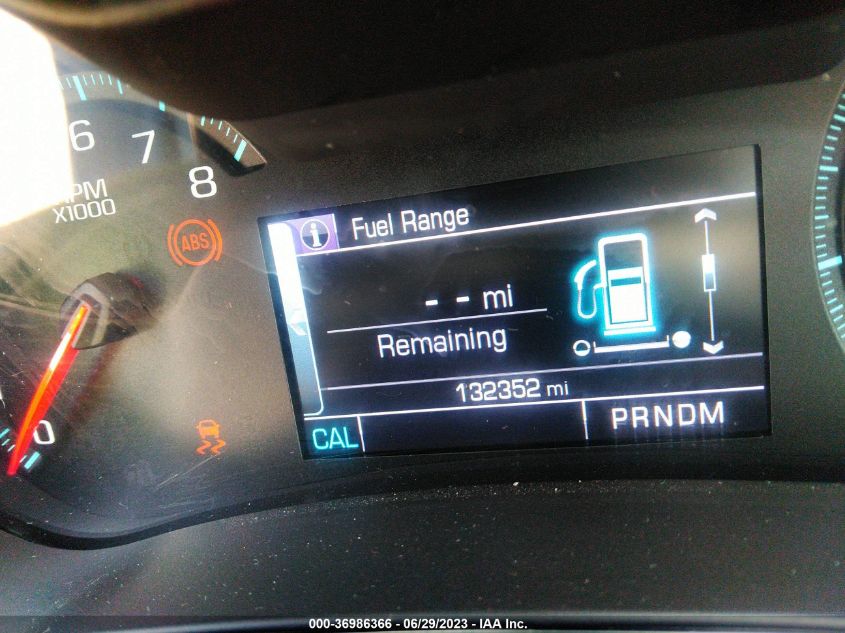 6
7
8
RPM
X1000
ABS
0
i Fuel Range
- - mi
Remaining
132352 mi
CAL
PRNDM
000-36986366 - 06/29/2023 - IAA Inc.